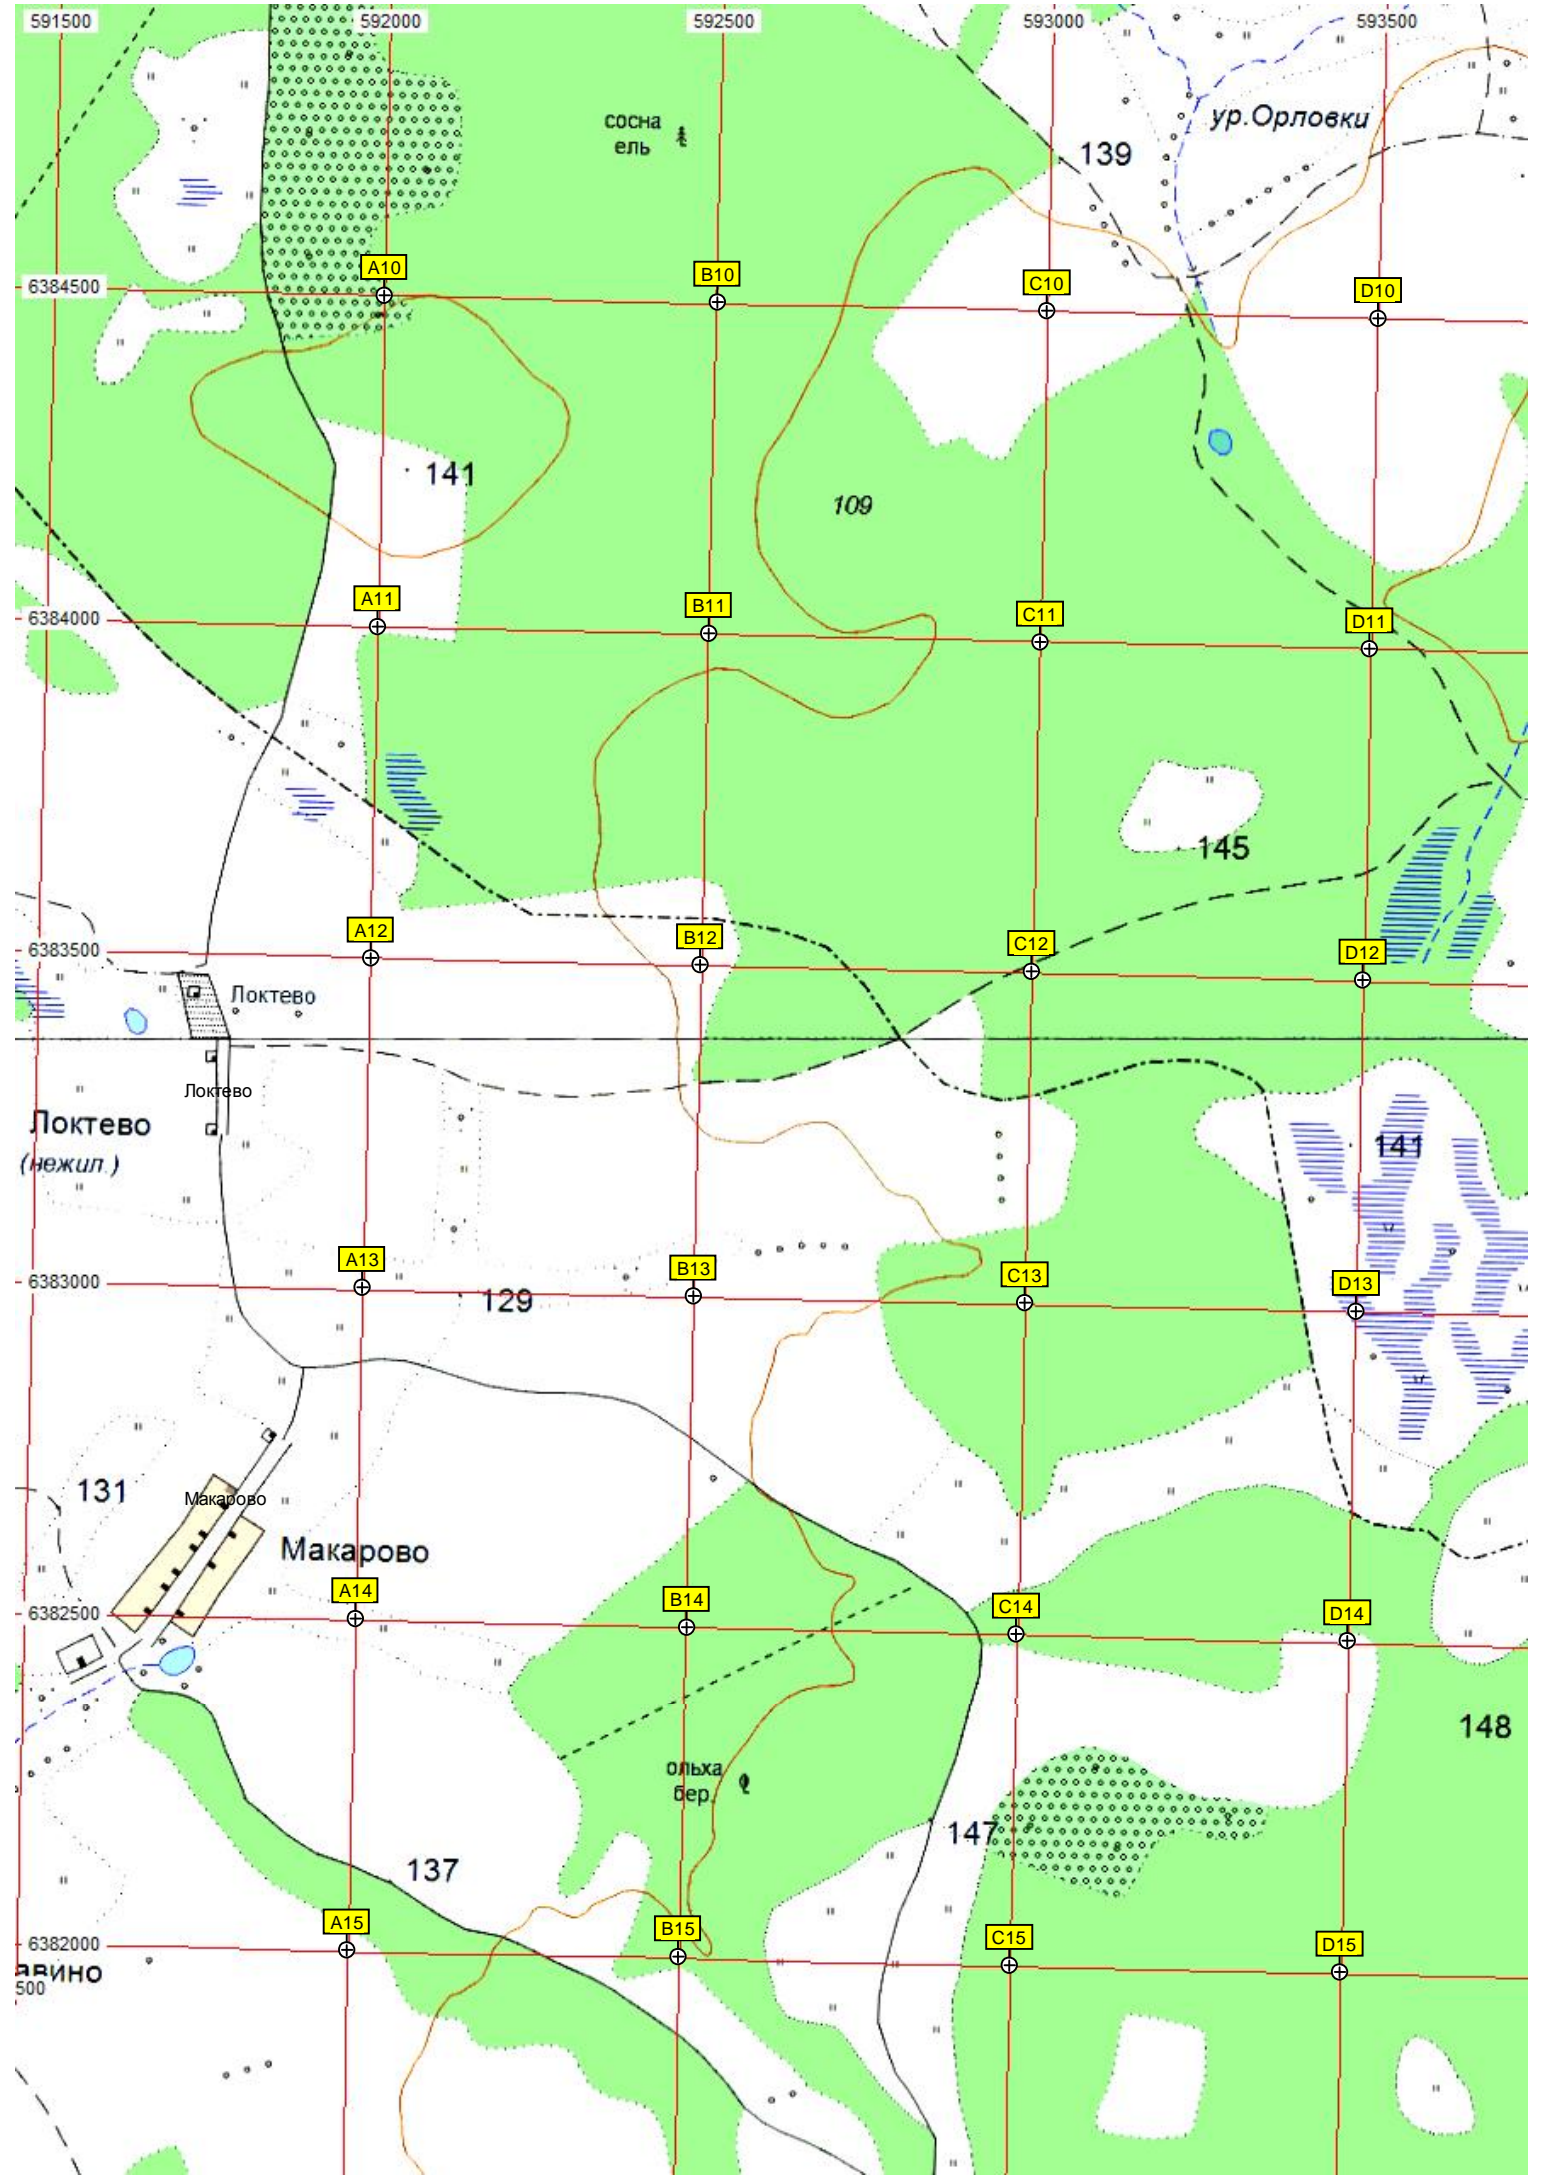 591500 592000 592500 593000 593500
сосна
ель
ур.Орловки
139
A10 B10 C10 D10
6384500
141
109
A11 B11 C11 D11
6384000
145
A12 B12 C12 D12
6383500
Локтево
Локтево
Локтево
(нежил.)
141
A13 B13 C13 D13
6383000
129
131
Макарово
Макарово
A14 B14 C14 D14
6382500
148
ольха
бер.
147
137
A15 B15 C15 D15
6382000
авино
500